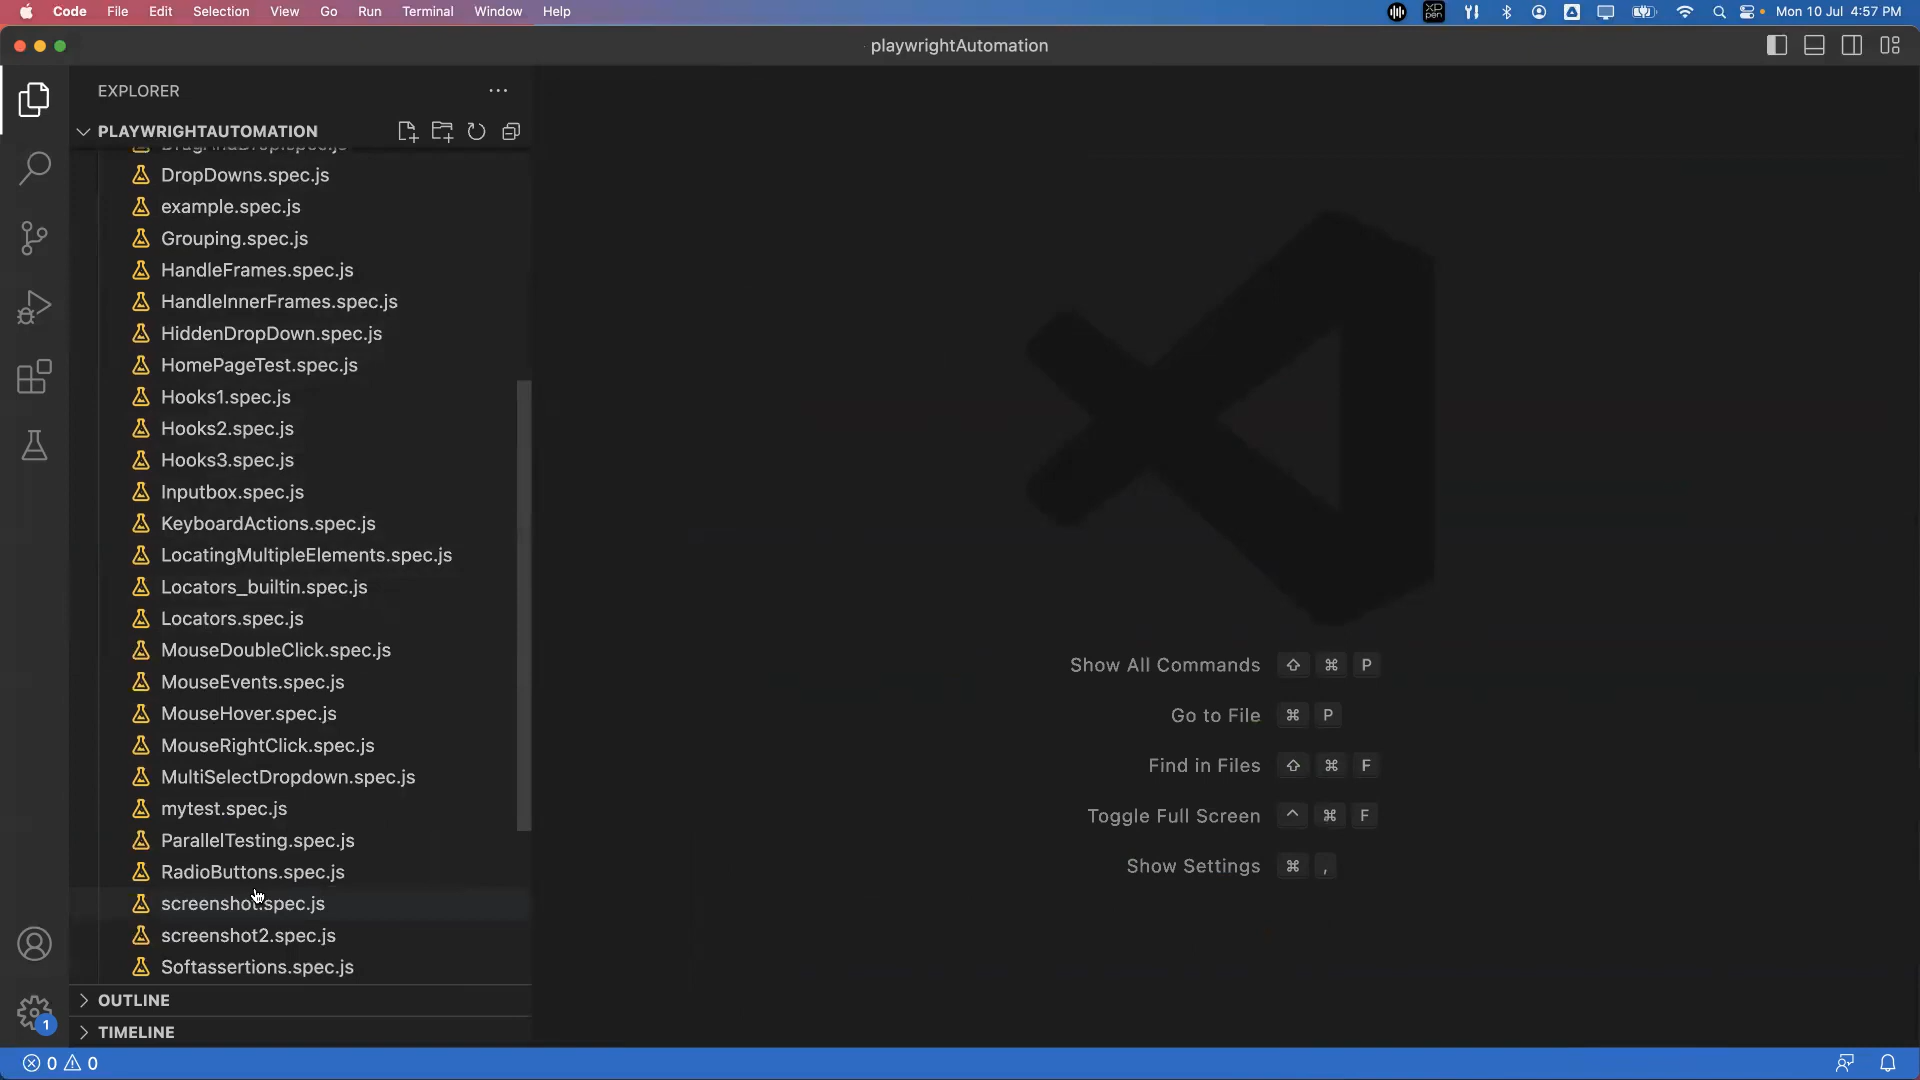 Code File Edit Selection View Go Run Terminal Window Help
XP pen
Mon 10 Jul 4:57 PM
playwrightAutomation
EXPLORER
PLAYWRIGHTAUTOMATION
DragAndDrop.spec.js
DropDowns.spec.js
example.spec.js
Grouping.spec.js
HandleFrames.spec.js
HandleInnerFrames.spec.js
HiddenDropDown.spec.js
HomePageTest.spec.js
Hooks1.spec.js
Hooks2.spec.js
Hooks3.spec.js
Inputbox.spec.js
KeyboardActions.spec.js
LocatingMultipleElements.spec.js
Locators_builtin.spec.js
Locators.spec.js
MouseDoubleClick.spec.js
MouseEvents.spec.js
MouseHover.spec.js
MouseRightClick.spec.js
MultiSelectDropdown.spec.js
mytest.spec.js
ParallelTesting.spec.js
RadioButtons.spec.js
screenshot.spec.js
screenshot2.spec.js
Softassertions.spec.js
OUTLINE
TIMELINE
1
0 0
Show All Commands ⇧ ⌘ P
Go to File ⌘ P
Find in Files ⇧ ⌘ F
Toggle Full Screen ^ ⌘ F
Show Settings ⌘ ,